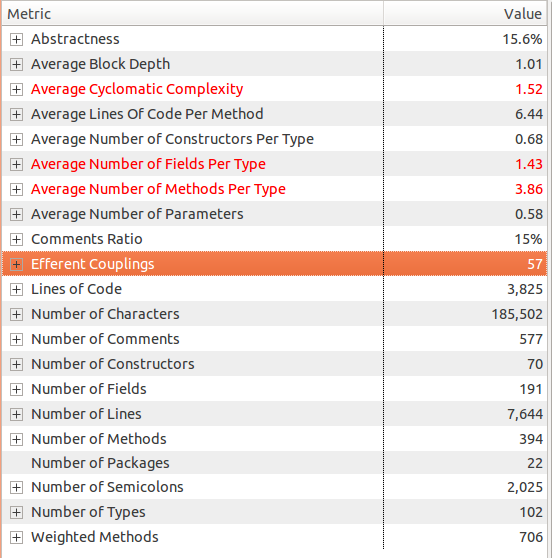 Metric Value
Abstractness 15.6%
Average Block Depth 1.01
Average Cyclomatic Complexity 1.52
Average Lines Of Code Per Method 6.44
Average Number of Constructors Per Type 0.68
Average Number of Fields Per Type 1.43
Average Number of Methods Per Type 3.86
Average Number of Parameters 0.58
Comments Ratio 15%
Efferent Couplings 57
Lines of Code 3,825
Number of Characters 185,502
Number of Comments 577
Number of Constructors 70
Number of Fields 191
Number of Lines 7,644
Number of Methods 394
Number of Packages 22
Number of Semicolons 2,025
Number of Types 102
Weighted Methods 706